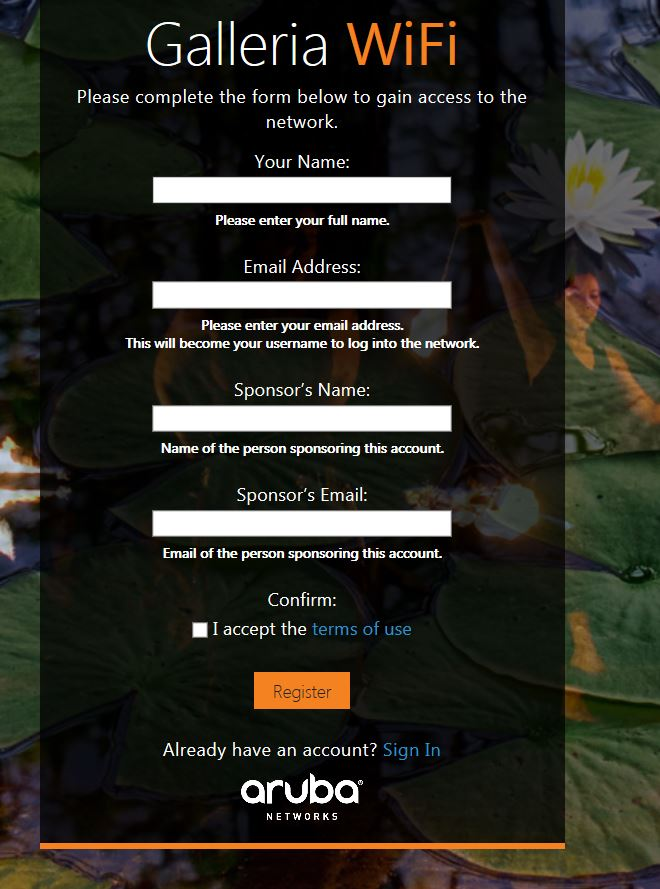 Galleria WiFi
Please complete the form below to gain access to the
network.
Your Name:
Please enter your full name.
Email Address:
Please enter your email address.
This will become your username to log into the network.
Sponsor's Name:
Name of the person sponsoring this account.
Sponsor's Email:
Email of the person sponsoring this account.
Confirm:
I accept the terms of use
Register
Already have an account? Sign In
aruba®
NETWORKS